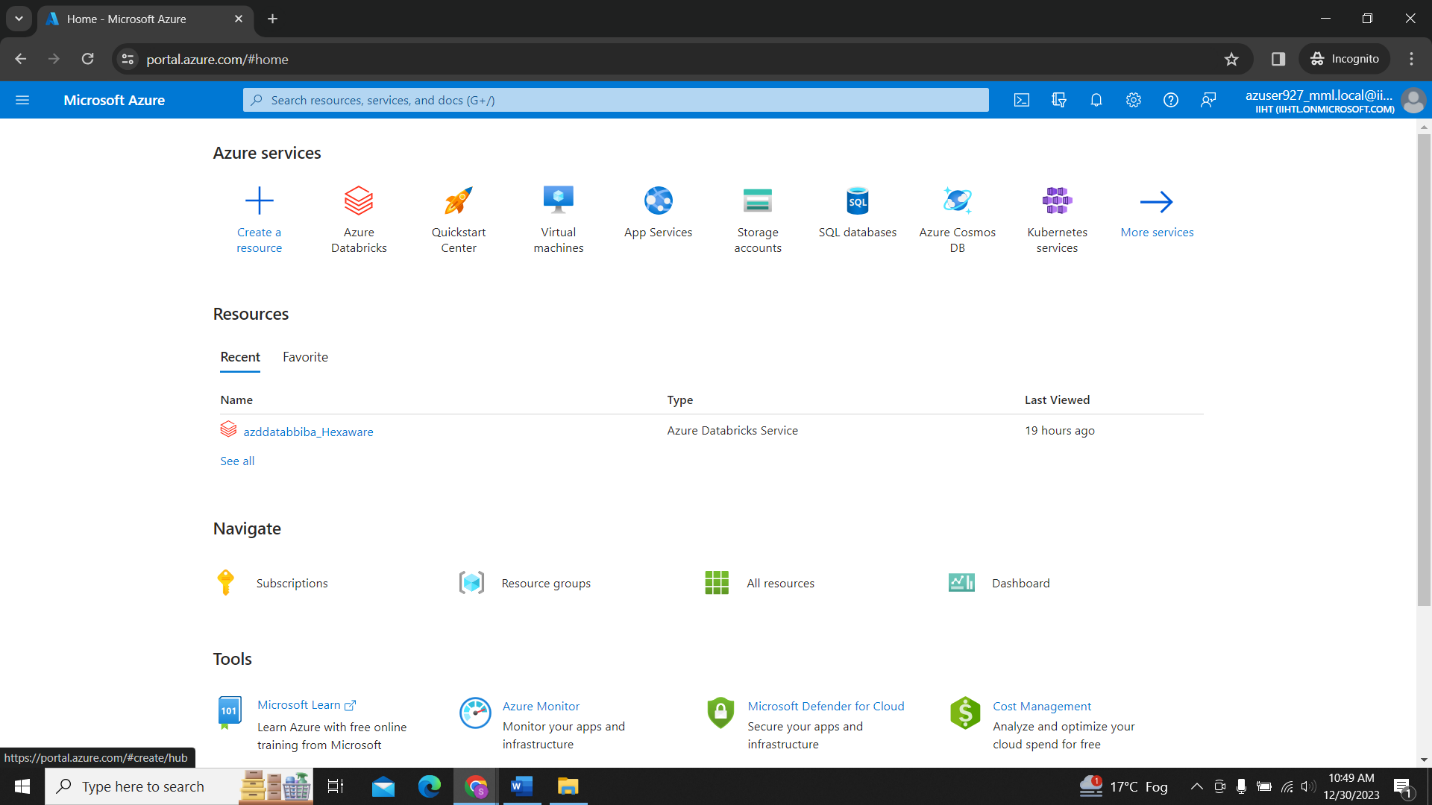 Home - Microsoft Azure
portal.azure.com/#home
Incognito
Microsoft Azure
Search resources, services, and docs (G+/)
azuser927_mml.local@ii...
IIHT (IIHTL.ONMICROSOFT.COM)
Azure services
Create a
resource
Azure
Databricks
Quickstart
Center
Virtual
machines
App Services
Storage
accounts
SQL
SQL databases
Azure Cosmos
DB
Kubernetes
services
More services
Resources
Recent
Favorite
Name
Type
Last Viewed
azddatabbiba_Hexaware
Azure Databricks Service
19 hours ago
See all
Navigate
Subscriptions
Resource groups
All resources
Dashboard
Tools
101
Microsoft Learn
Learn Azure with free online
training from Microsoft
Azure Monitor
Monitor your apps and
infrastructure
Microsoft Defender for Cloud
Secure your apps and
infrastructure
Cost Management
Analyze and optimize your
cloud spend for free
https://portal.azure.com/#create/hub
Type here to search
S
W
1
17°C Fog
10:49 AM
12/30/2023
1